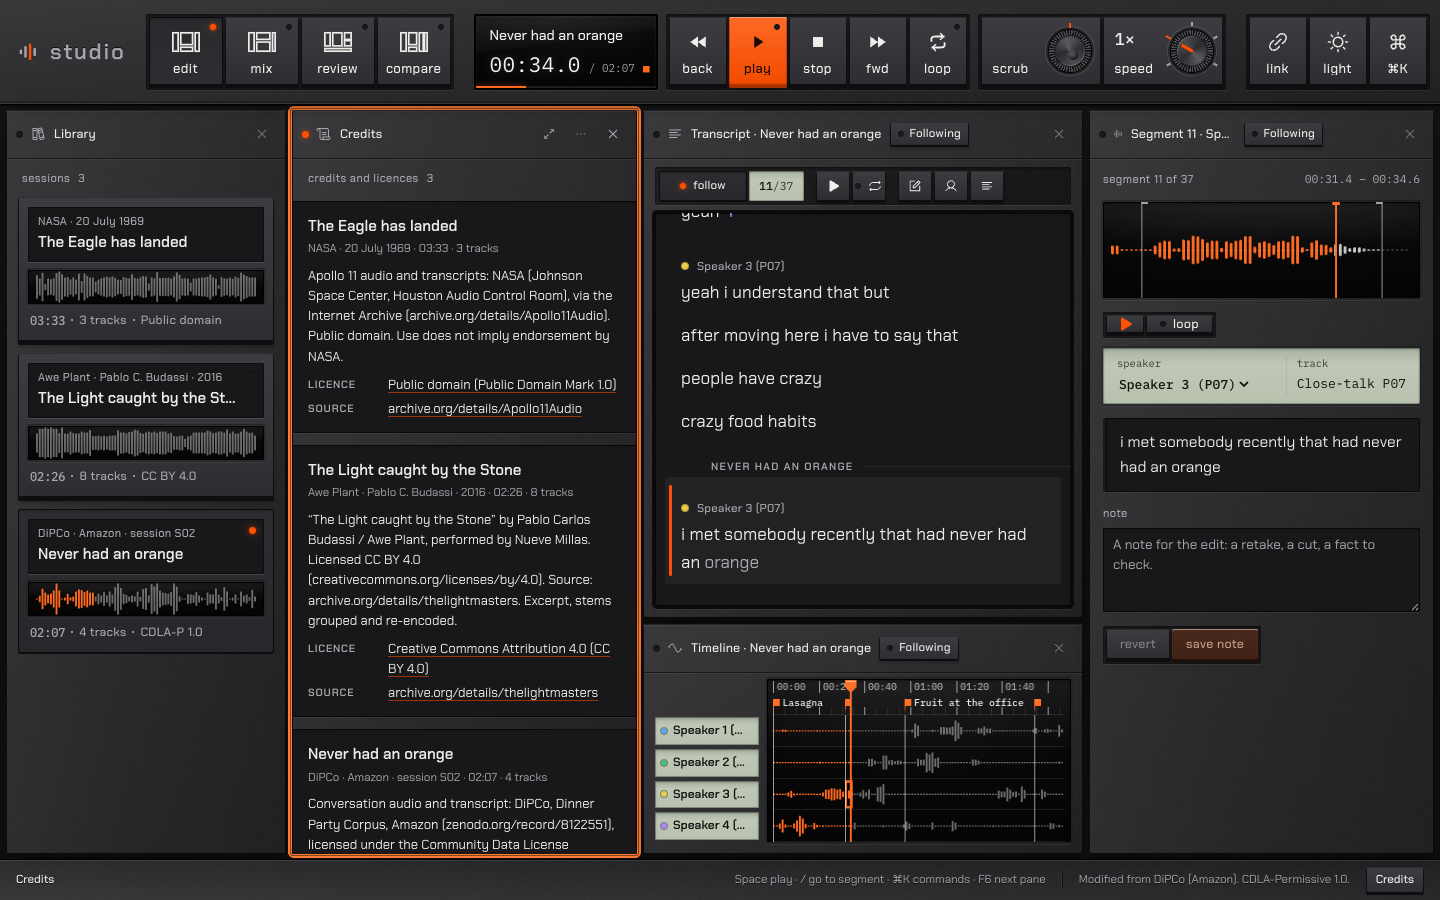 studio
edit
mix
review
compare
Never had an orange
00:34.0 / 02:07
back
play
stop
fwd
loop
scrub
1×
speed
link
light
⌘K
Library
sessions 3
NASA · 20 July 1969
The Eagle has landed
03:33 · 3 tracks · Public domain
Awe Plant · Pablo C. Budassi · 2016
The Light caught by the St...
02:26 · 8 tracks · CC BY 4.0
DiPCo · Amazon · session S02
Never had an orange
02:07 · 4 tracks · CDLA-P 1.0
Credits
credits and licences 3
The Eagle has landed
NASA · 20 July 1969 · 03:33 · 3 tracks
Apollo 11 audio and transcripts: NASA (Johnson
Space Center, Houston Audio Control Room), via the
Internet Archive (archive.org/details/Apollo11Audio).
Public domain. Use does not imply endorsement by
NASA.
LICENCE Public domain (Public Domain Mark 1.0)
SOURCE archive.org/details/Apollo11Audio
The Light caught by the Stone
Awe Plant · Pablo C. Budassi · 2016 · 02:26 · 8 tracks
“The Light caught by the Stone” by Pablo Carlos
Budassi / Awe Plant, performed by Nueve Millas.
Licensed CC BY 4.0
(creativecommons.org/licenses/by/4.0). Source:
archive.org/details/thelightmasters. Excerpt, stems
grouped and re-encoded.
LICENCE Creative Commons Attribution 4.0 (CC
BY 4.0)
SOURCE archive.org/details/thelightmasters
Never had an orange
DiPCo · Amazon · session S02 · 02:07 · 4 tracks
Conversation audio and transcript: DiPCo, Dinner
Party Corpus, Amazon (zenodo.org/record/8122551),
licensed under the Community Data License
Transcript · Never had an orange Following
follow 11/37
yeah i
Speaker 3 (P07)
yeah i understand that but
after moving here i have to say that
people have crazy
crazy food habits
NEVER HAD AN ORANGE
Speaker 3 (P07)
i met somebody recently that had never had
an orange
Timeline · Never had an orange Following
00:00 00:2 00:40 01:00 01:20 01:40
Lasagna Fruit at the office
Speaker 1 (...
Speaker 2 (...
Speaker 3 (...
Speaker 4 (...
Segment 11 · Sp... Following
segment 11 of 37 00:31.4 – 00:34.6
loop
speaker track
Speaker 3 (P07) Close-talk P07
i met somebody recently that had never
had an orange
note
A note for the edit: a retake, a cut, a fact to
check.
revert save note
Credits
Space play · / go to segment · ⌘K commands · F6 next pane
Modified from DiPCo (Amazon). CDLA-Permissive 1.0.
Credits